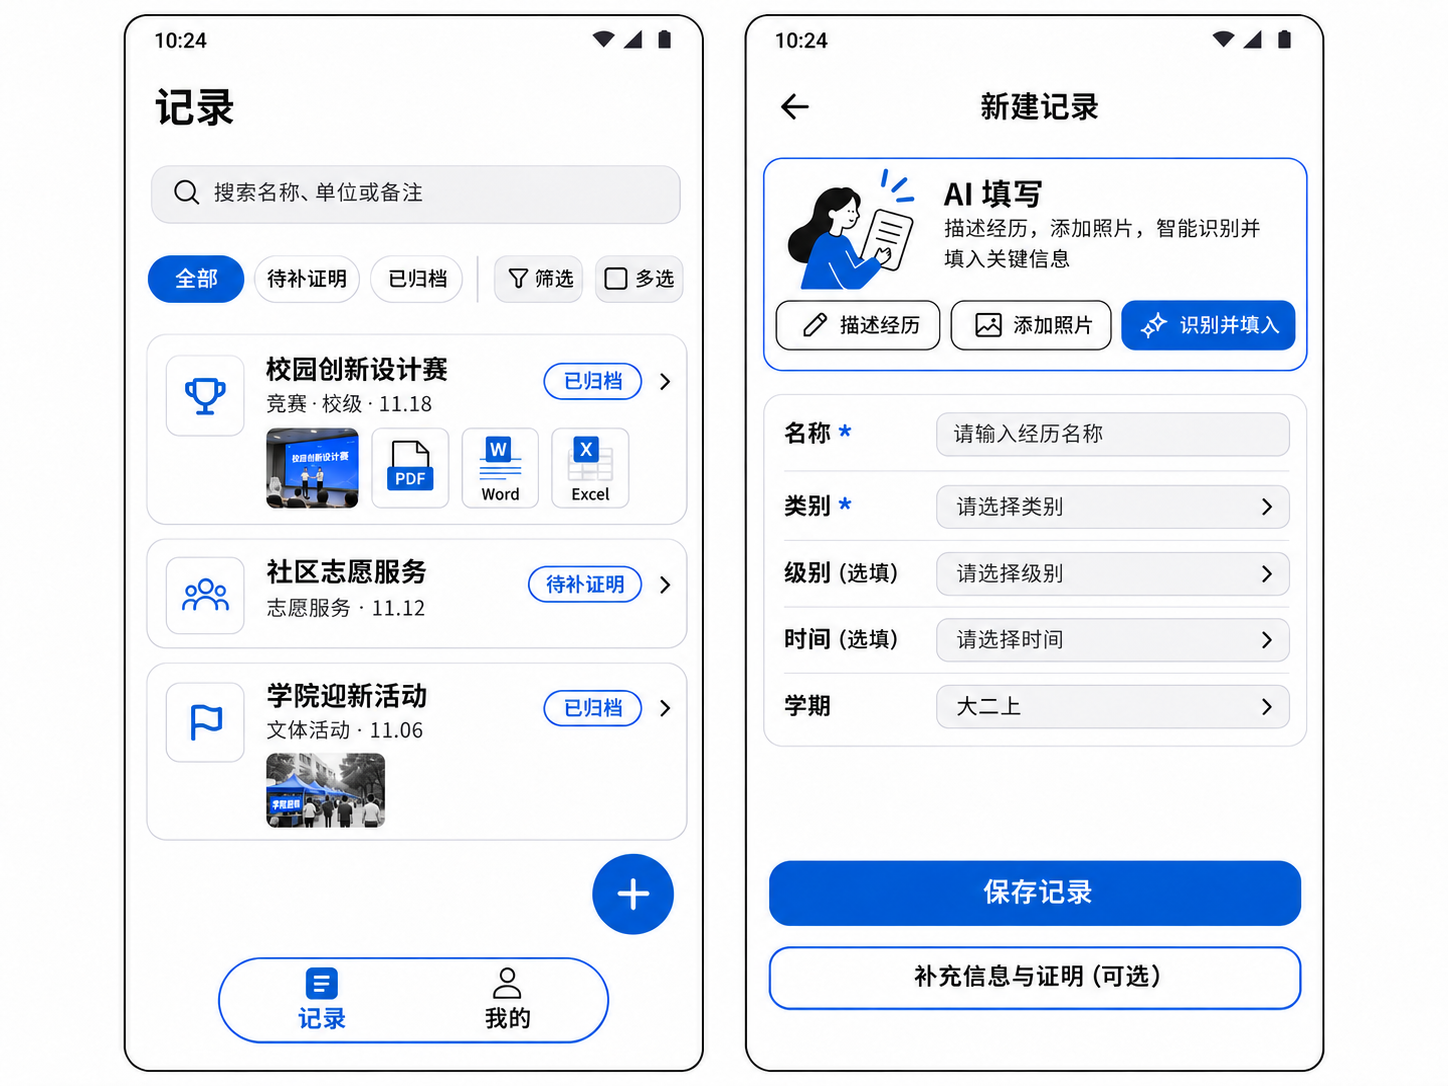 10:24
记录
搜索名称、单位或备注
全部
待补证明
已归档
筛选
多选
校园创新设计赛
已归档
竞赛 · 校级 · 11.18
校园创新设计赛
PDF
W
Word
X
Excel
社区志愿服务
待补证明
志愿服务 · 11.12
学院迎新活动
已归档
文体活动 · 11.06
记录
我的
10:24
新建记录
AI 填写
描述经历，添加照片，智能识别并
填入关键信息
描述经历
添加照片
识别并填入
名称 *
请输入经历名称
类别 *
请选择类别
级别 (选填)
请选择级别
时间 (选填)
请选择时间
学期
大二上
保存记录
补充信息与证明 (可选)